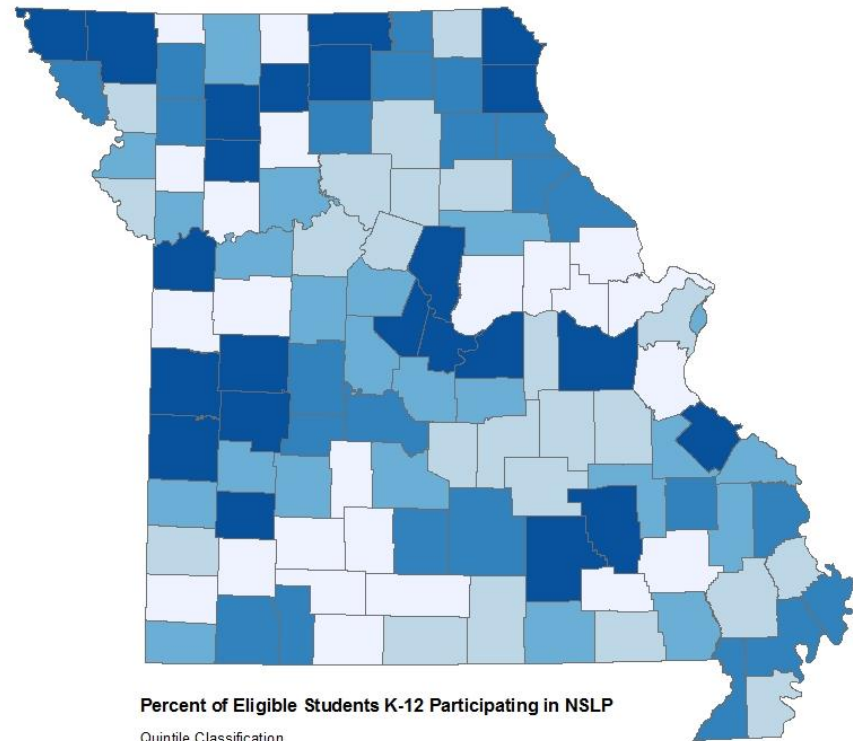 Percent of Eligible Students K-12 Participating in NSLP
Quintile Classification